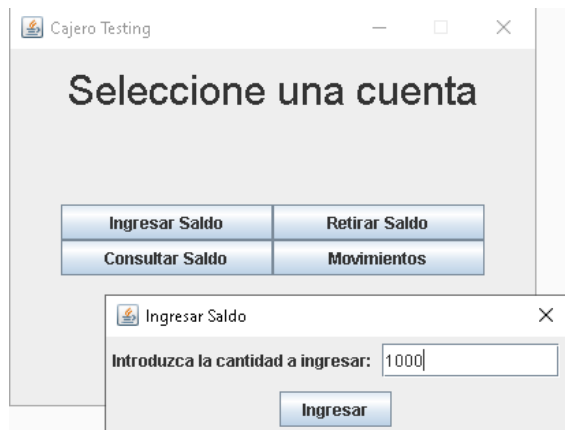 Cajero Testing
Seleccione una cuenta
Ingresar Saldo Retirar Saldo
Consultar Saldo Movimientos
Ingresar Saldo
Introduzca la cantidad a ingresar: 1000
Ingresar